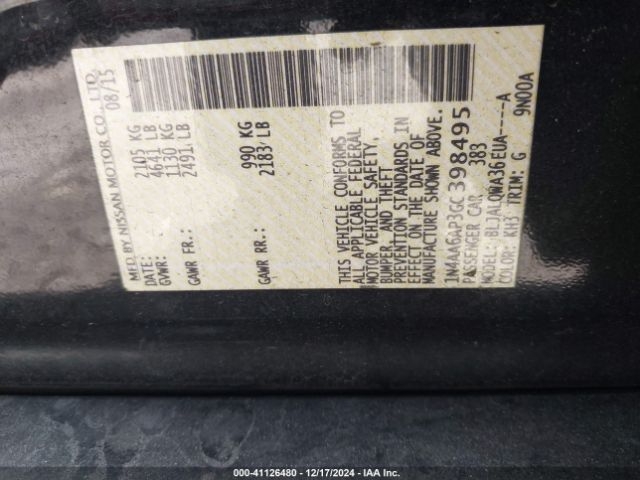 MFD BY NISSAN MOTOR CO., LTD.
DATE: 08/15
GVWR: 2105 KG
4641 LB
GAWR FR: 1130 KG
2491 LB
GAWR RR: 990 KG
2183 LB
THIS VEHICLE CONFORMS TO
ALL APPLICABLE FEDERAL
MOTOR VEHICLE SAFETY,
BUMPER, AND THEFT
PREVENTION STANDARDS IN
EFFECT ON THE DATE OF
MANUFACTURE SHOWN ABOVE.
1N4AA6AP3GC398495
PASSENGER CAR 383
MODEL: BLJALQWA36EUA----A
COLOR: KH3 TRIM: G 9N00A
000-41126480 - 12/17/2024 - IAA Inc.